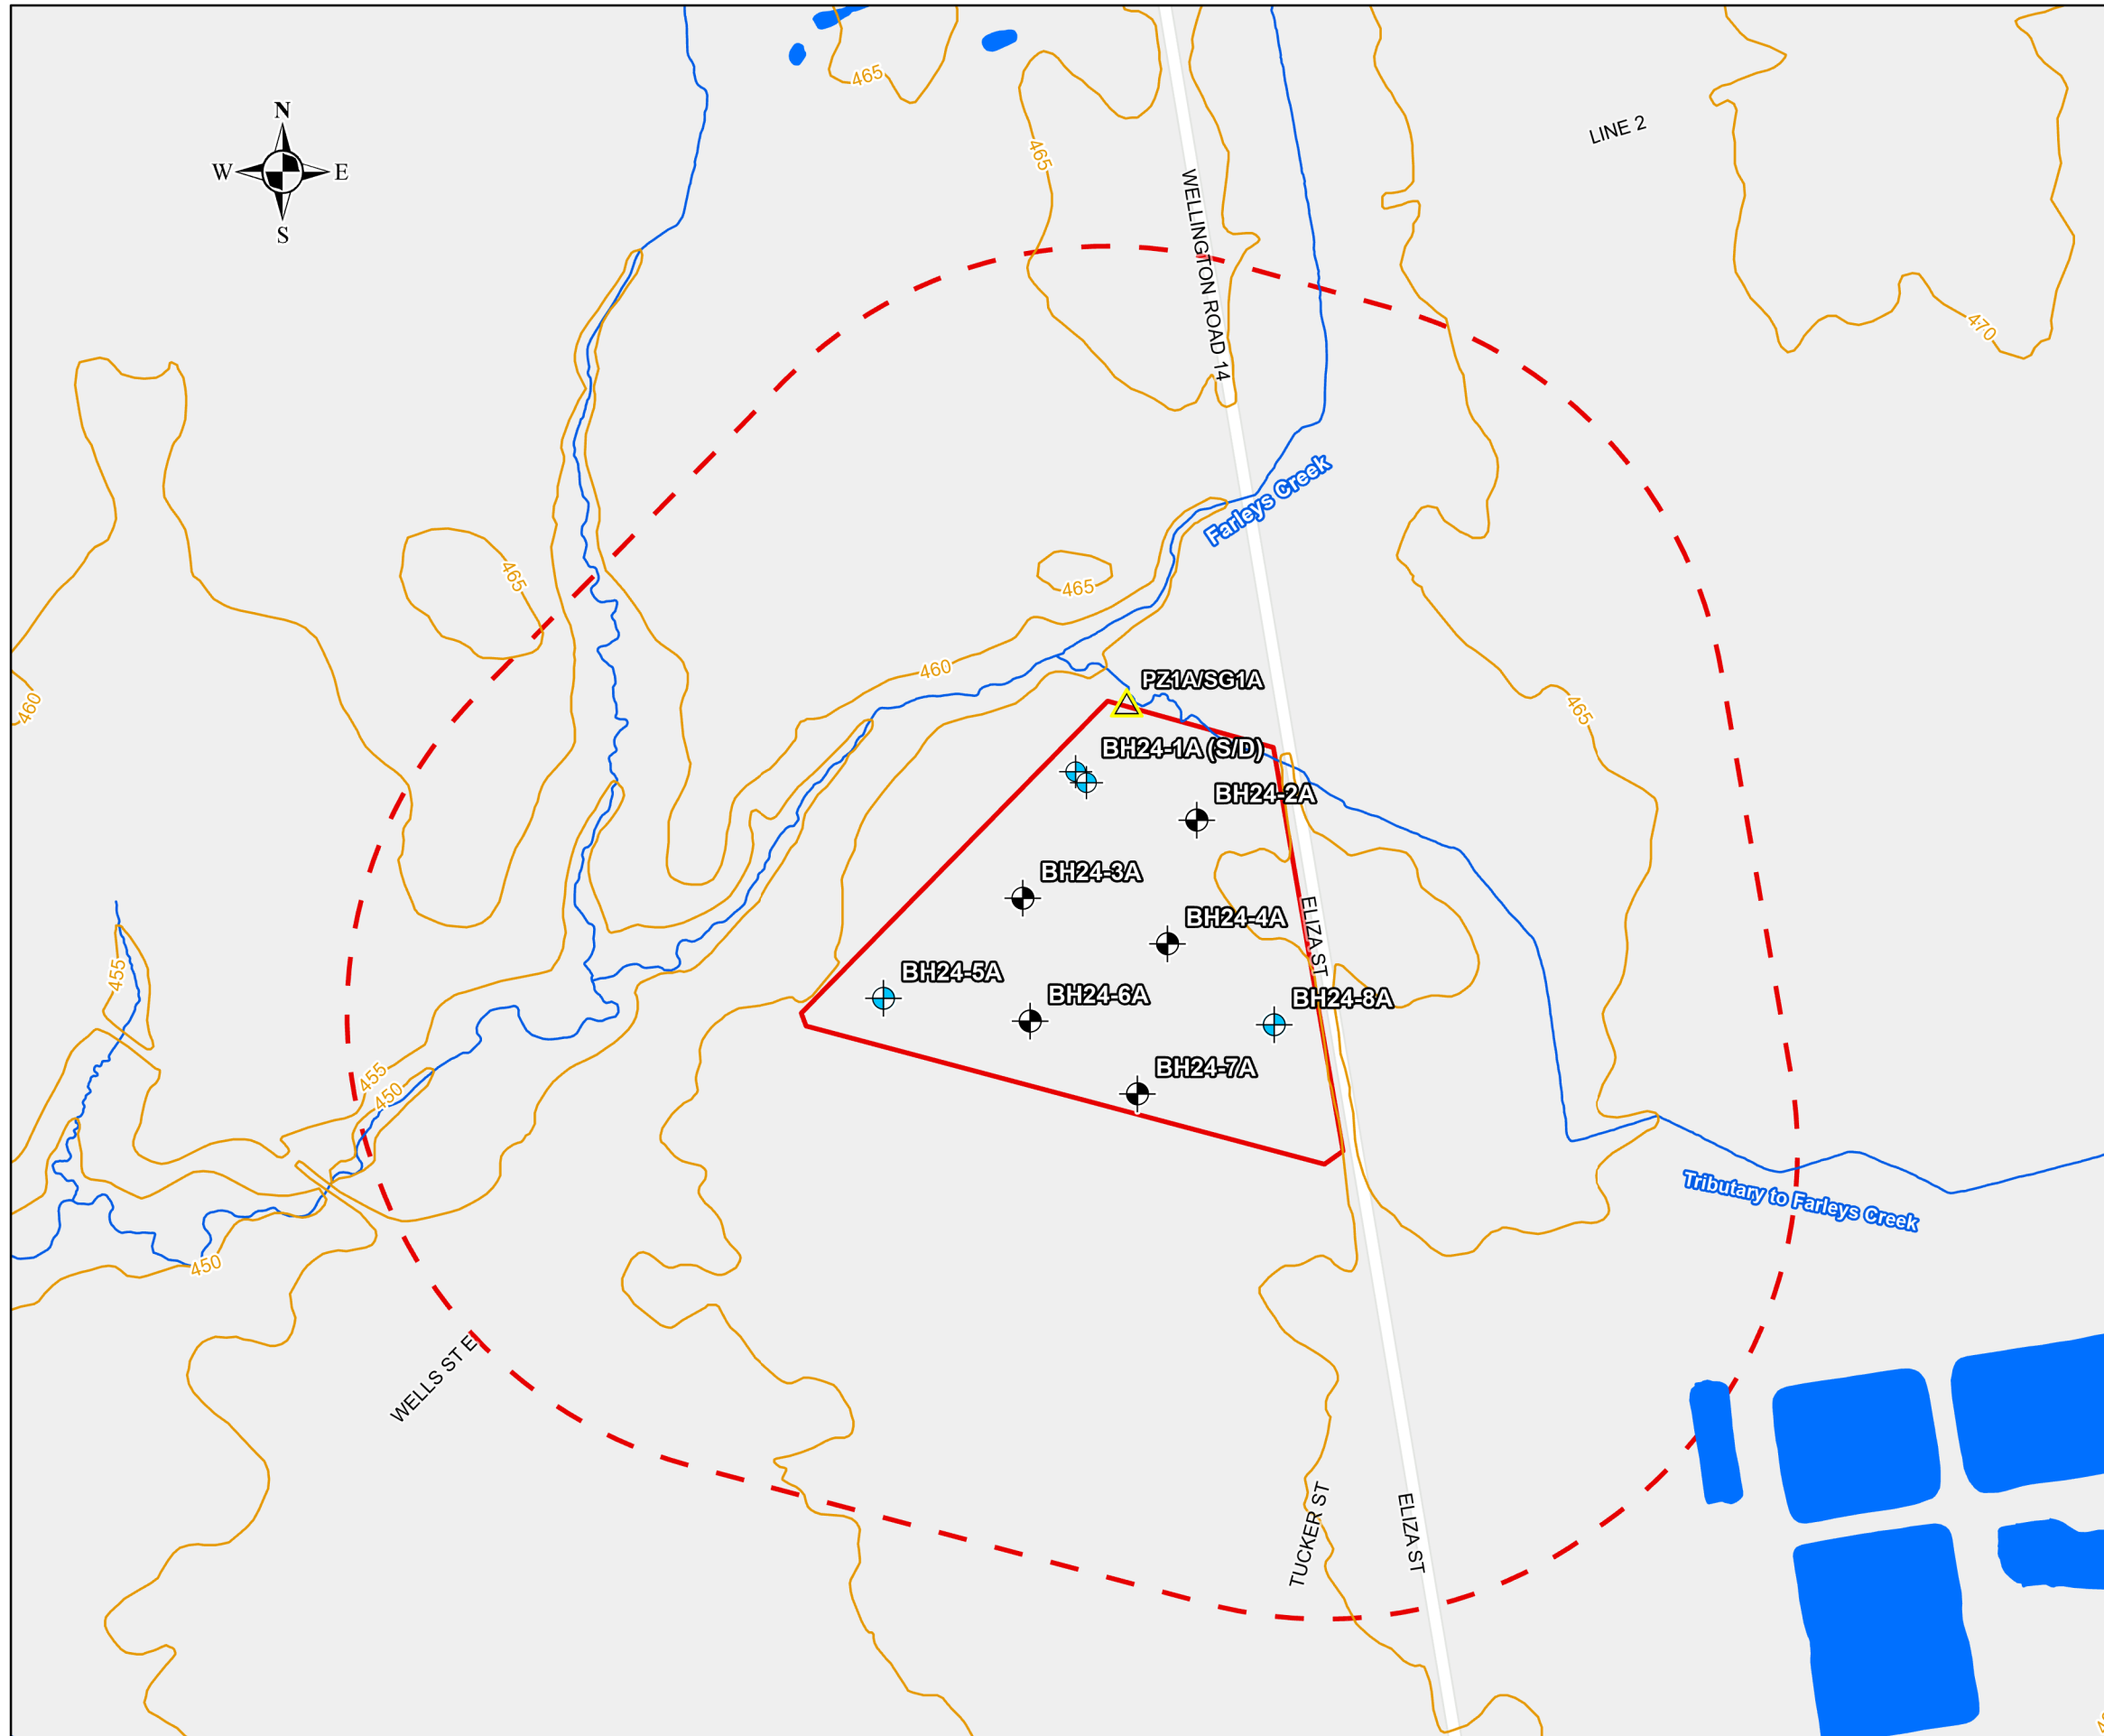 465
N
W E
S
LINE 2
465
WELLINGTON ROAD 14
470
Farleys Creek
465
465
460
PZ1A/SG1A
460
465
BH24-1A (S/D)
BH24-2A
BH24-3A
BH24-4A
ELIZA ST
455
BH24-5A
BH24-6A
BH24-8A
BH24-7A
455
450
Tributary to Farleys Creek
450
WELLS ST E
TUCKER ST
ELIZA ST